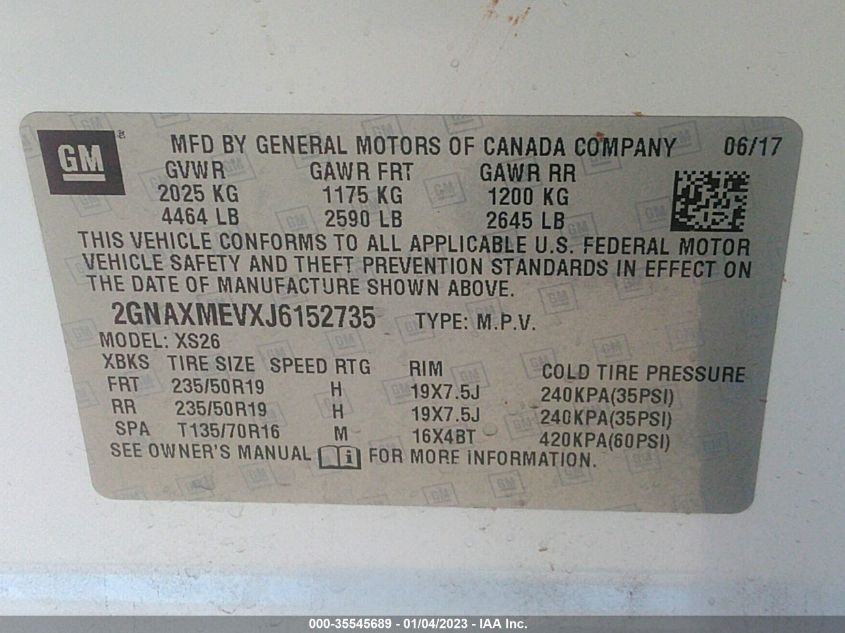 GM
MFD BY GENERAL MOTORS OF CANADA COMPANY 06/17
GVWR GAWR FRT GAWR RR
2025 KG 1175 KG 1200 KG
4464 LB 2590 LB 2645 LB
THIS VEHICLE CONFORMS TO ALL APPLICABLE U.S. FEDERAL MOTOR
VEHICLE SAFETY AND THEFT PREVENTION STANDARDS IN EFFECT ON
THE DATE OF MANUFACTURE SHOWN ABOVE.
2GNAXMEVXJ6152735 TYPE: M.P.V.
MODEL: XS26
XBKS TIRE SIZE SPEED RTG RIM COLD TIRE PRESSURE
FRT 235/50R19 H 19X7.5J 240KPA(35PSI)
RR 235/50R19 H 19X7.5J 240KPA(35PSI)
SPA T135/70R16 M 16X4BT 420KPA(60PSI)
SEE OWNER'S MANUAL FOR MORE INFORMATION.
000-35545689 - 01/04/2023 - IAA Inc.